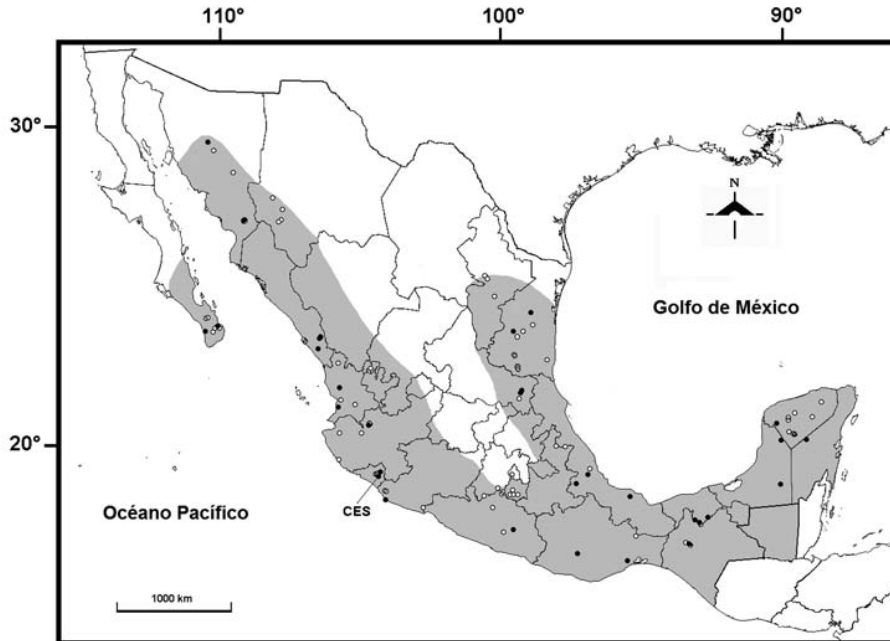 110°
100°
90°
30°
N
Golfo de México
20°
CES
Océano Pacífico
1000 km